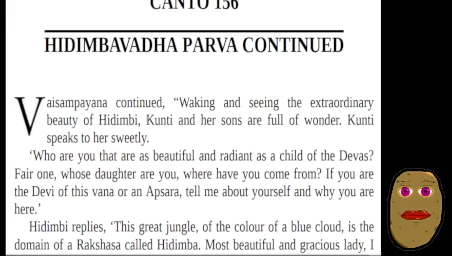 CANTO 156
HIDIMBAVADHA PARVA CONTINUED
Vaisampayana continued, “Waking and seeing the extraordinary
beauty of Hidimbi, Kunti and her sons are full of wonder. Kunti
speaks to her sweetly.
‘Who are you that are as beautiful and radiant as a child of the Devas?
Fair one, whose daughter are you, where have you come from? If you are
the Devi of this vana or an Apsara, tell me about yourself and why you are
here.’
Hidimbi replies, ‘This great jungle, of the colour of a blue cloud, is the
domain of a Rakshasa called Hidimba. Most beautiful and gracious lady, I